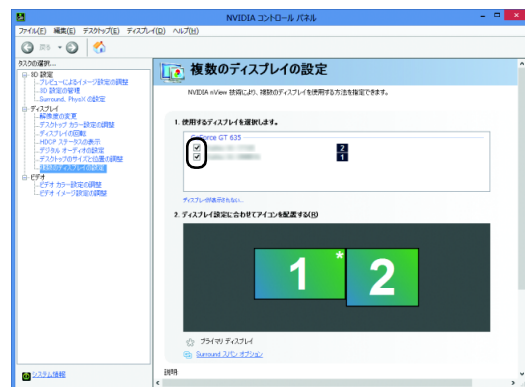 NVIDIA コントロール パネル
ファイル(F) 編集(E) デスクトップ(T) ディスプレイ(D) ヘルプ(H)
戻る
タスクの選択...
3D 設定
プレビューによるイメージ設定の調整
3D 設定の管理
Surround、PhysX の設定
ディスプレイ
解像度の変更
デスクトップ カラー設定の調整
ディスプレイの回転
HDCP ステータスの表示
デジタル オーディオの設定
デスクトップのサイズと位置の調整
複数のディスプレイの設定
ビデオ
ビデオ カラー設定の調整
ビデオ イメージ設定の調整
システム情報
複数のディスプレイの設定
NVIDIA nView 技術により、複数のディスプレイを使用する方法を指定できます。
1. 使用するディスプレイを選択します。
GeForce GT 635
2
1
ディスプレイが表示されない...
2. ディスプレイ設定に合わせてアイコンを配置する(R)
1 * 2
プライマリ ディスプレイ
Surround スパン オプション
説明